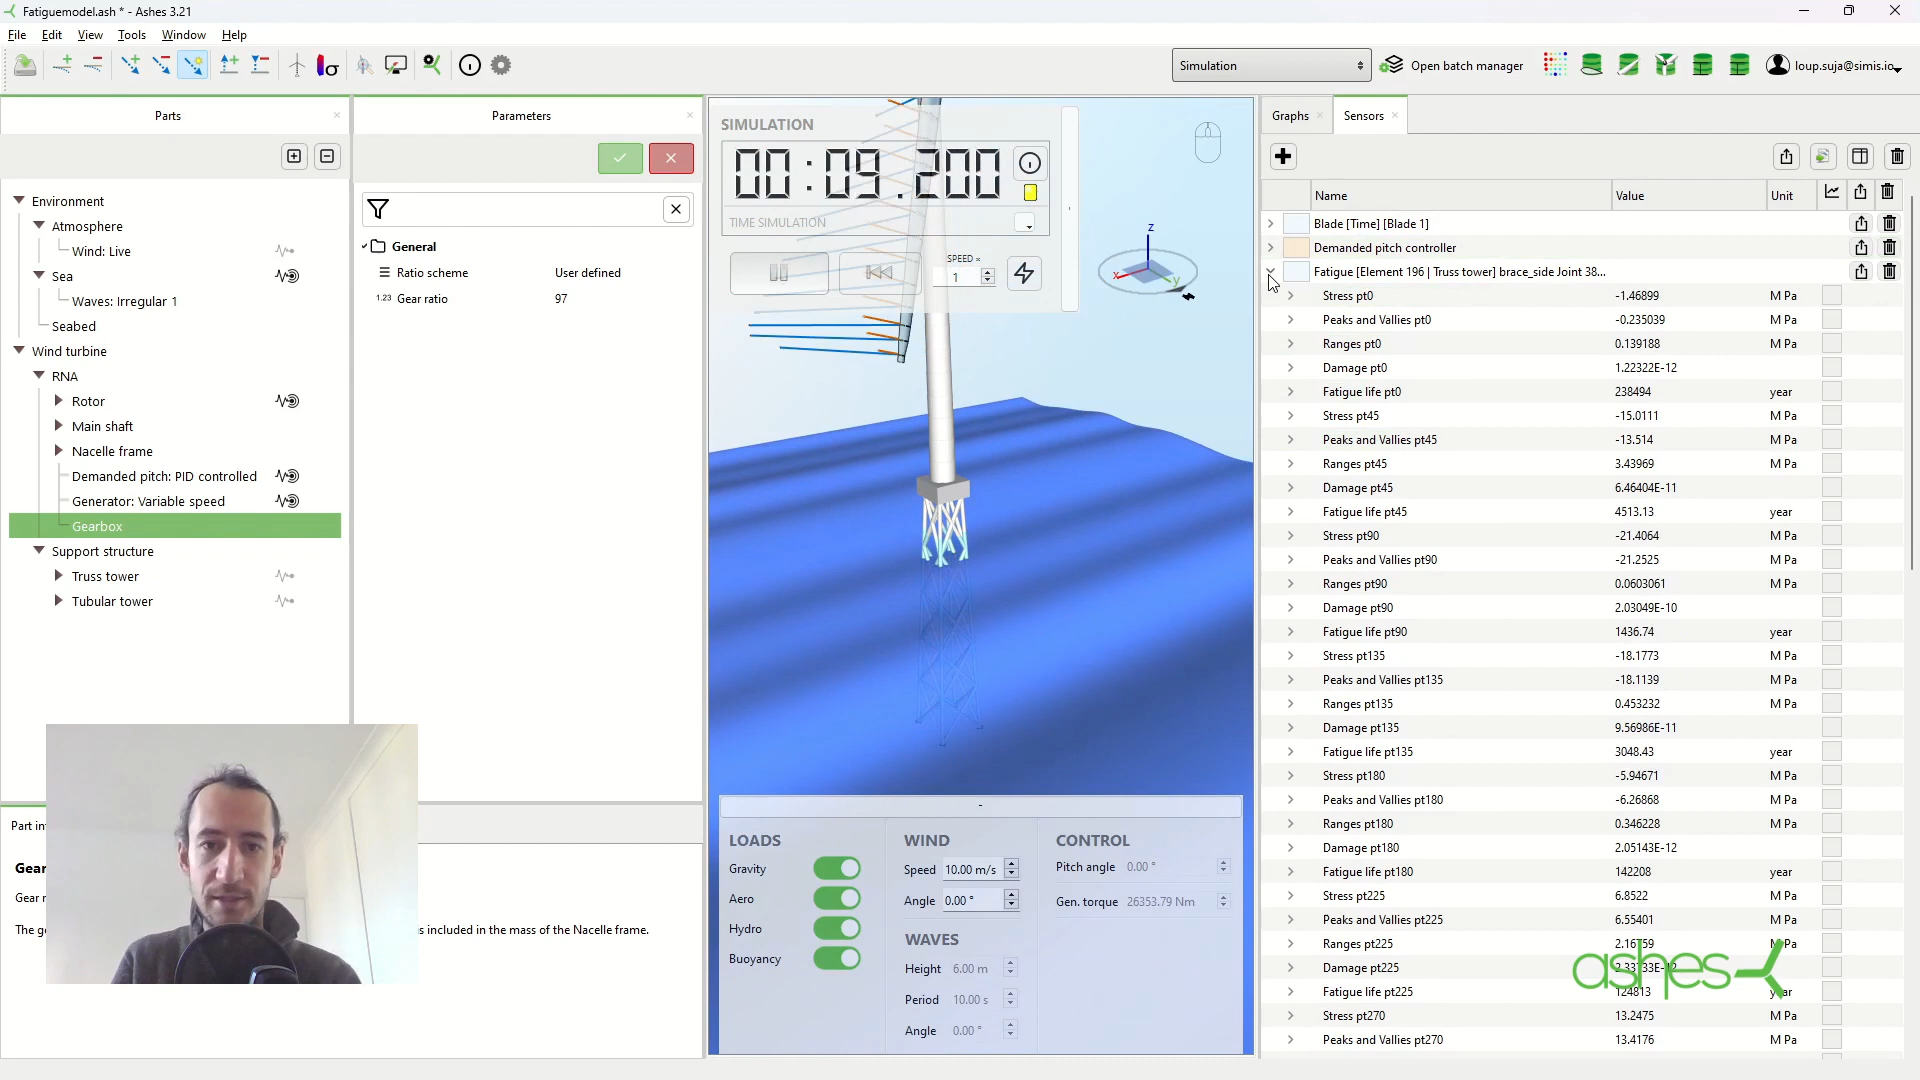 Fatiguemodel.ash * - Ashes 3.21
File Edit View Tools Window Help
Simulation
Open batch manager
loup.suja@simis.io
Parts
Parameters
Graphs
Sensors
Environment
Atmosphere
Wind: Live
Sea
Waves: Irregular 1
Seabed
Wind turbine
RNA
Rotor
Main shaft
Nacelle frame
Demanded pitch: PID controlled
Generator: Variable speed
Gearbox
Support structure
Truss tower
Tubular tower
General
Ratio scheme User defined
1.23 Gear ratio 97
SIMULATION
00:09.200
TIME SIMULATION
SPEED ×
1
z
x
y
Name Value Unit
Blade [Time] [Blade 1]
Demanded pitch controller
Fatigue [Element 196 | Truss tower] brace_side Joint 38...
Stress pt0 -1.46899 M Pa
Peaks and Vallies pt0 -0.235039 M Pa
Ranges pt0 0.139188 M Pa
Damage pt0 1.22322E-12
Fatigue life pt0 238494 year
Stress pt45 -15.0111 M Pa
Peaks and Vallies pt45 -13.514 M Pa
Ranges pt45 3.43969 M Pa
Damage pt45 6.46404E-11
Fatigue life pt45 4513.13 year
Stress pt90 -21.4064 M Pa
Peaks and Vallies pt90 -21.2525 M Pa
Ranges pt90 0.0603061 M Pa
Damage pt90 2.03049E-10
Fatigue life pt90 1436.74 year
Stress pt135 -18.1773 M Pa
Peaks and Vallies pt135 -18.1139 M Pa
Ranges pt135 0.453232 M Pa
Damage pt135 9.56986E-11
Fatigue life pt135 3048.43 year
Stress pt180 -5.94671 M Pa
Peaks and Vallies pt180 -6.26868 M Pa
Ranges pt180 0.346228 M Pa
Damage pt180 2.05143E-12
Fatigue life pt180 142208 year
Stress pt225 6.8522 M Pa
Peaks and Vallies pt225 6.55401 M Pa
Ranges pt225 2.16759 M Pa
Damage pt225
Fatigue life pt225 124813 year
Stress pt270 13.2475 M Pa
Peaks and Vallies pt270 13.4176 M Pa
ashes
Part in
Gear
Gear r
The ge
s included in the mass of the Nacelle frame.
LOADS
Gravity
Aero
Hydro
Buoyancy
WIND
Speed 10.00 m/s
Angle 0.00 °
WAVES
Height 6.00 m
Period 10.00 s
Angle 0.00 °
CONTROL
Pitch angle 0.00 °
Gen. torque 26353.79 Nm